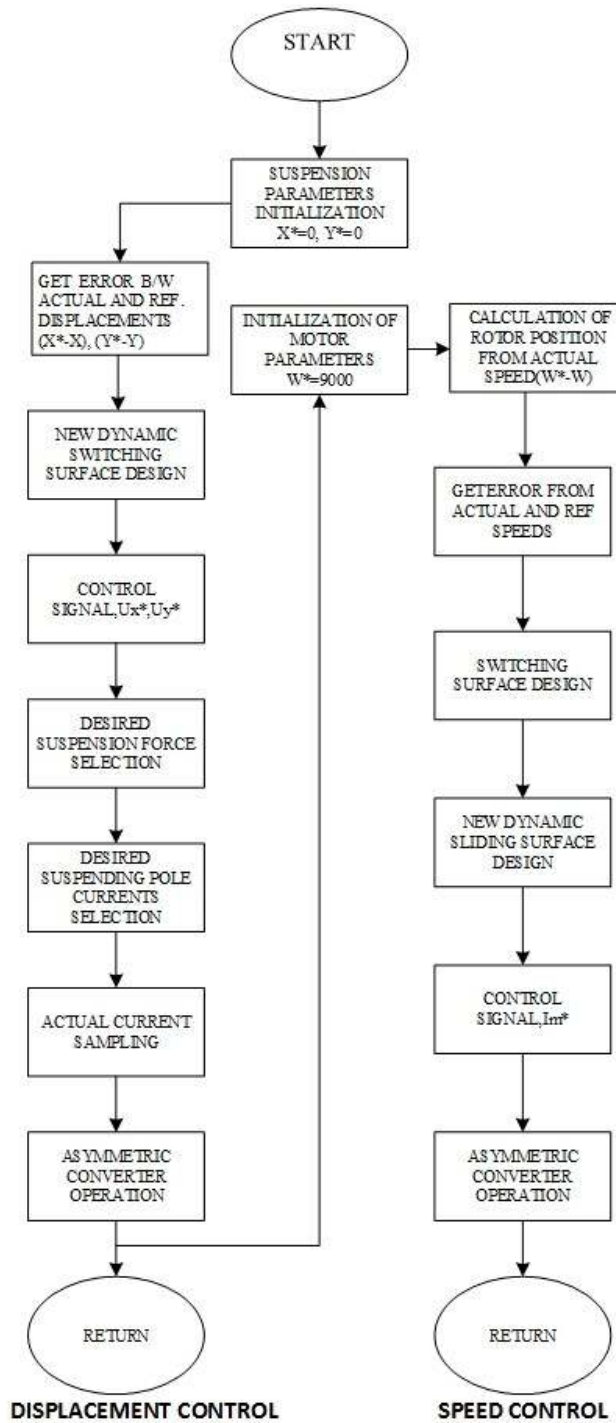 START
SUSPENSION
PARAMETERS
INITIALIZATION
X*=0, Y*=0
GET ERROR B/W
ACTUAL AND REF.
DISPLACEMENTS
(X*-X), (Y*-Y)
NEW DYNAMIC
SWITCHING
SURFACE DESIGN
CONTROL
SIGNAL,Ux*,Uy*
DESIRED
SUSPENSION FORCE
SELECTION
DESIRED
SUSPENDING POLE
CURRENTS
SELECTION
ACTUAL CURRENT
SAMPLING
ASYMMETRIC
CONVERTER
OPERATION
RETURN
DISPLACEMENT CONTROL
INITIALIZATION OF
MOTOR
PARAMETERS
W*=9000
CALCULATION OF
ROTOR POSITION
FROM ACTUAL
SPEED(W*-W)
GETERROR FROM
ACTUAL AND REF
SPEEDS
SWITCHING
SURFACE DESIGN
NEW DYNAMIC
SLIDING SURFACE
DESIGN
CONTROL
SIGNAL,Im*
ASYMMETRIC
CONVERTER
OPERATION
RETURN
SPEED CONTROL